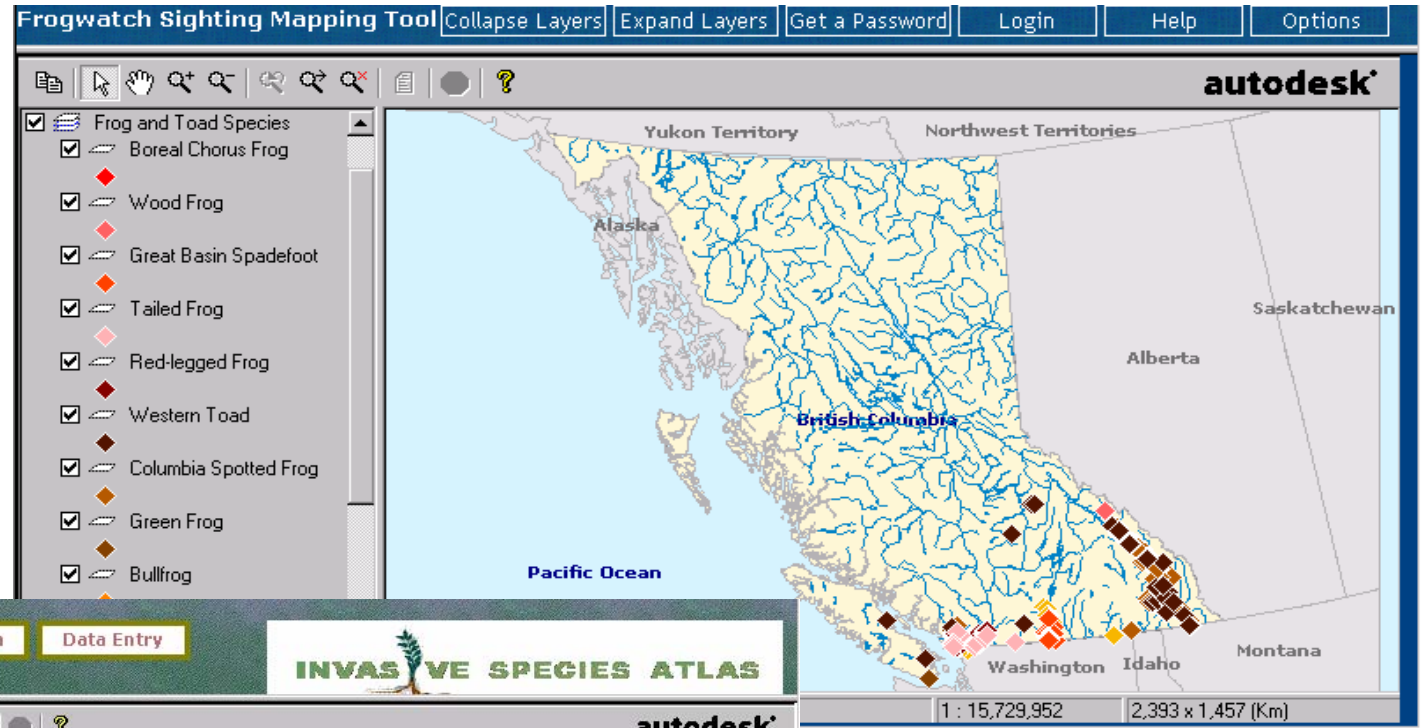 Frogwatch Sighting Mapping Tool Collapse Layers Expand Layers Get a Password Login Help Options
autodesk
Frog and Toad Species
Boreal Chorus Frog
Wood Frog
Great Basin Spadefoot
Tailed Frog
Red-legged Frog
Western Toad
Columbia Spotted Frog
Green Frog
Bullfrog
Yukon Territory
Northwest Territories
Alaska
Saskatchewan
Alberta
British Columbia
Pacific Ocean
Washington
Idaho
Montana
1 : 15,729,952
2,393 x 1,457 (Km)
Data Entry
INVASIVE SPECIES ATLAS
autodesk